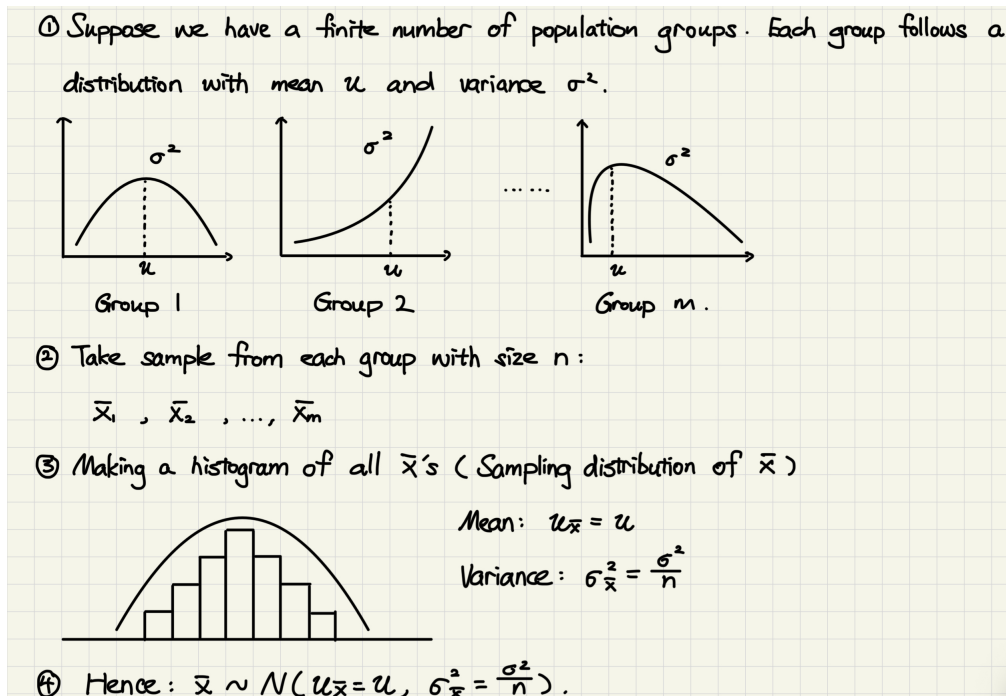 ① Suppose we have a finite number of population groups. Each group follows a
distribution with mean u and variance σ².
σ² σ² ...... σ²
u u u
Group 1 Group 2 Group m.
② Take sample from each group with size n:
x̄₁ , x̄₂ , ..., x̄m
③ Making a histogram of all x̄'s (Sampling distribution of x̄)
Mean: u_x̄ = u
Variance: σ²_x̄ = σ²/n
④ Hence: x̄ ~ N(u_x̄ = u, σ²_x̄ = σ²/n).